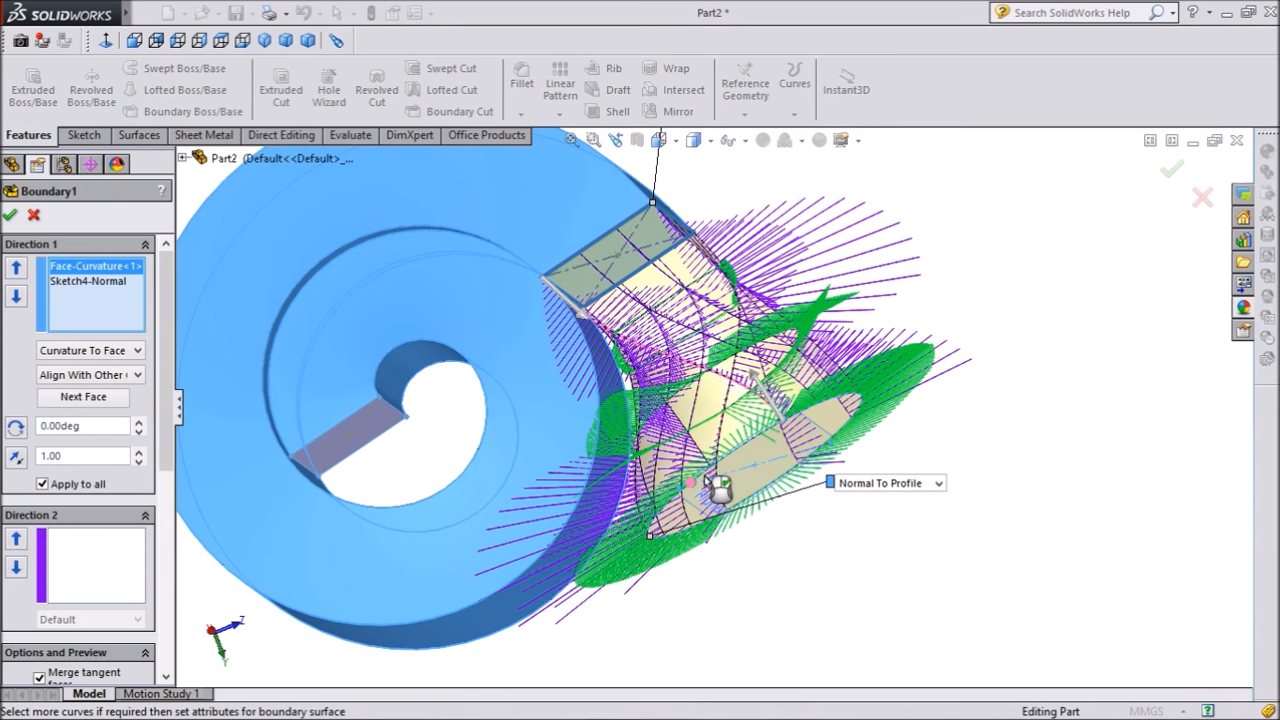 SOLIDWORKS
Part2 *
Search SolidWorks Help
Extruded Boss/Base
Revolved Boss/Base
Swept Boss/Base
Lofted Boss/Base
Boundary Boss/Base
Extruded Cut
Hole Wizard
Revolved Cut
Swept Cut
Lofted Cut
Boundary Cut
Fillet
Linear Pattern
Rib
Draft
Shell
Wrap
Intersect
Mirror
Reference Geometry
Curves
Instant3D
Features
Sketch
Surfaces
Sheet Metal
Direct Editing
Evaluate
DimXpert
Office Products
Part2 (Default<<Default>_...
Boundary1
?
Direction 1
Face-Curvature<1>
Sketch4-Normal
Curvature To Face
Align With Other
Next Face
0.00deg
1.00
Apply to all
Direction 2
Default
Options and Preview
Merge tangent
Normal To Profile
Z
Y
Model
Motion Study 1
Select more curves if required then set attributes for boundary surface
Editing Part
MMGS